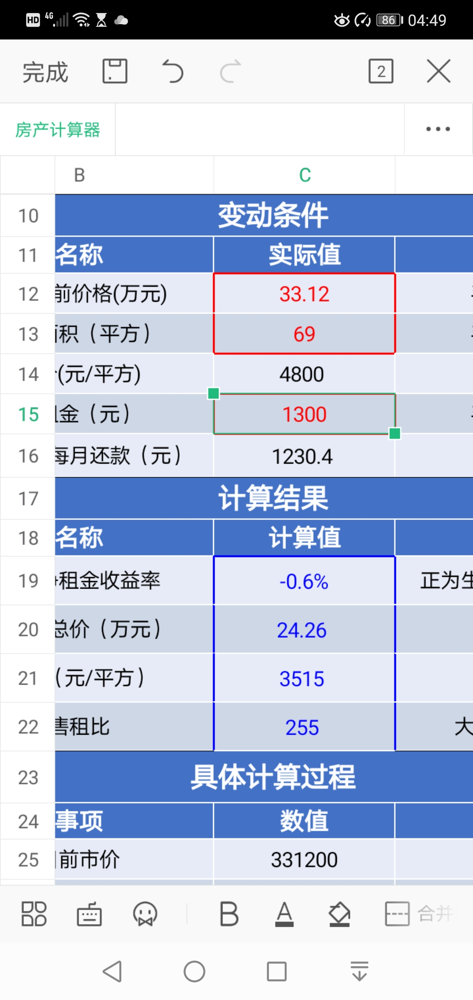 HD 4G 86 04:49
完成 2
房产计算器
B C
10 变动条件
11 名称 实际值
12 前价格(万元) 33.12
13 积（平方） 69
14 (元/平方) 4800
15 金（元） 1300
16 每月还款（元） 1230.4
17 计算结果
18 名称 计算值
19 租金收益率 -0.6% 正为生
20 总价（万元） 24.26
21 （元/平方） 3515
22 售租比 255 大
23 具体计算过程
24 事项 数值
25 前市价 331200
B A 合并